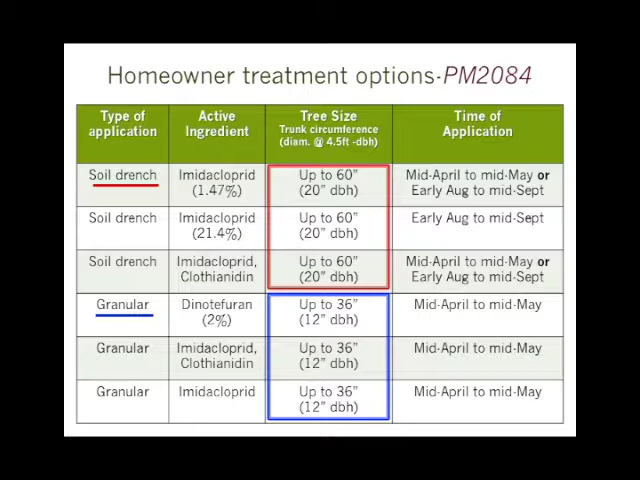 Homeowner treatment options-PM2084
Type of application
Active Ingredient
Tree Size
Trunk circumference
(diam. @ 4.5ft -dbh)
Time of Application
Soil drench
Imidacloprid
(1.47%)
Up to 60”
(20” dbh)
Mid-April to mid-May or
Early Aug to mid-Sept
Soil drench
Imidacloprid
(21.4%)
Up to 60”
(20” dbh)
Early Aug to mid-Sept
Soil drench
Imidacloprid,
Clothianidin
Up to 60”
(20” dbh)
Mid-April to mid-May or
Early Aug to mid-Sept
Granular
Dinotefuran
(2%)
Up to 36”
(12” dbh)
Mid-April to mid-May
Granular
Imidacloprid,
Clothianidin
Up to 36”
(12” dbh)
Mid-April to mid-May
Granular
Imidacloprid
Up to 36”
(12” dbh)
Mid-April to mid-May